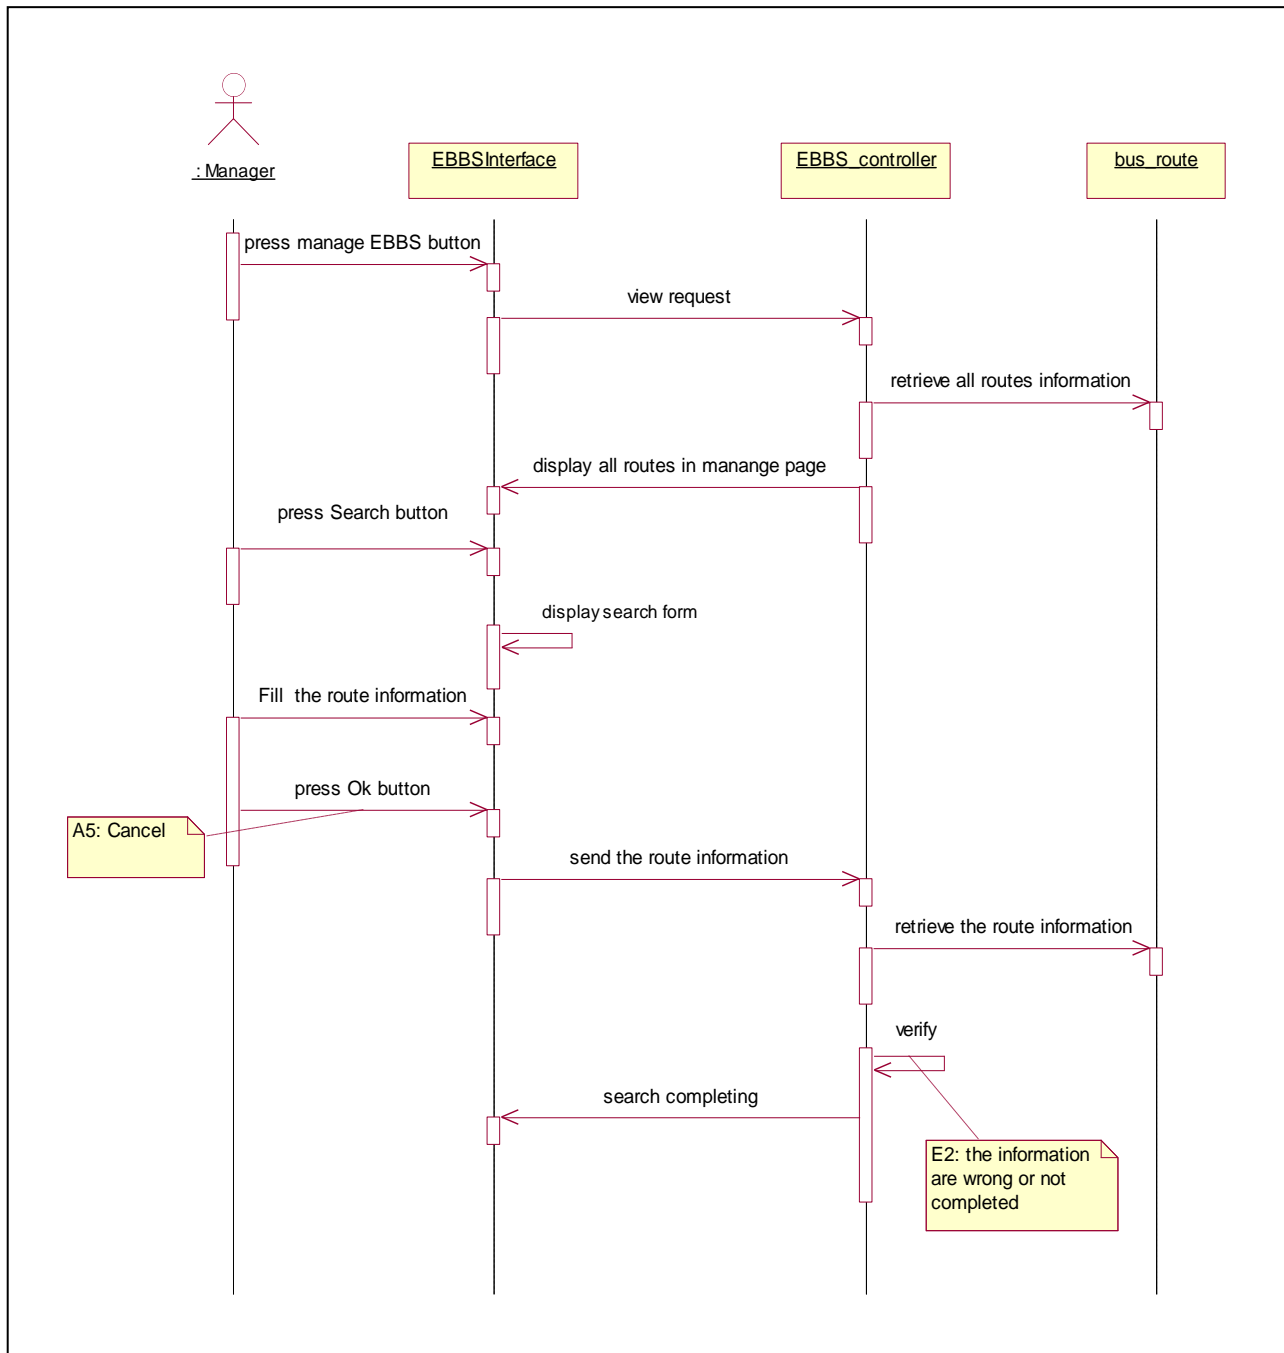 : Manager
EBBSInterface
EBBS_controller
bus_route
press manage EBBS button
view request
retrieve all routes information
display all routes in manange page
press Search button
display search form
Fill the route information
press Ok button
A5: Cancel
send the route information
retrieve the route information
verify
search completing
E2: the information
are wrong or not
completed